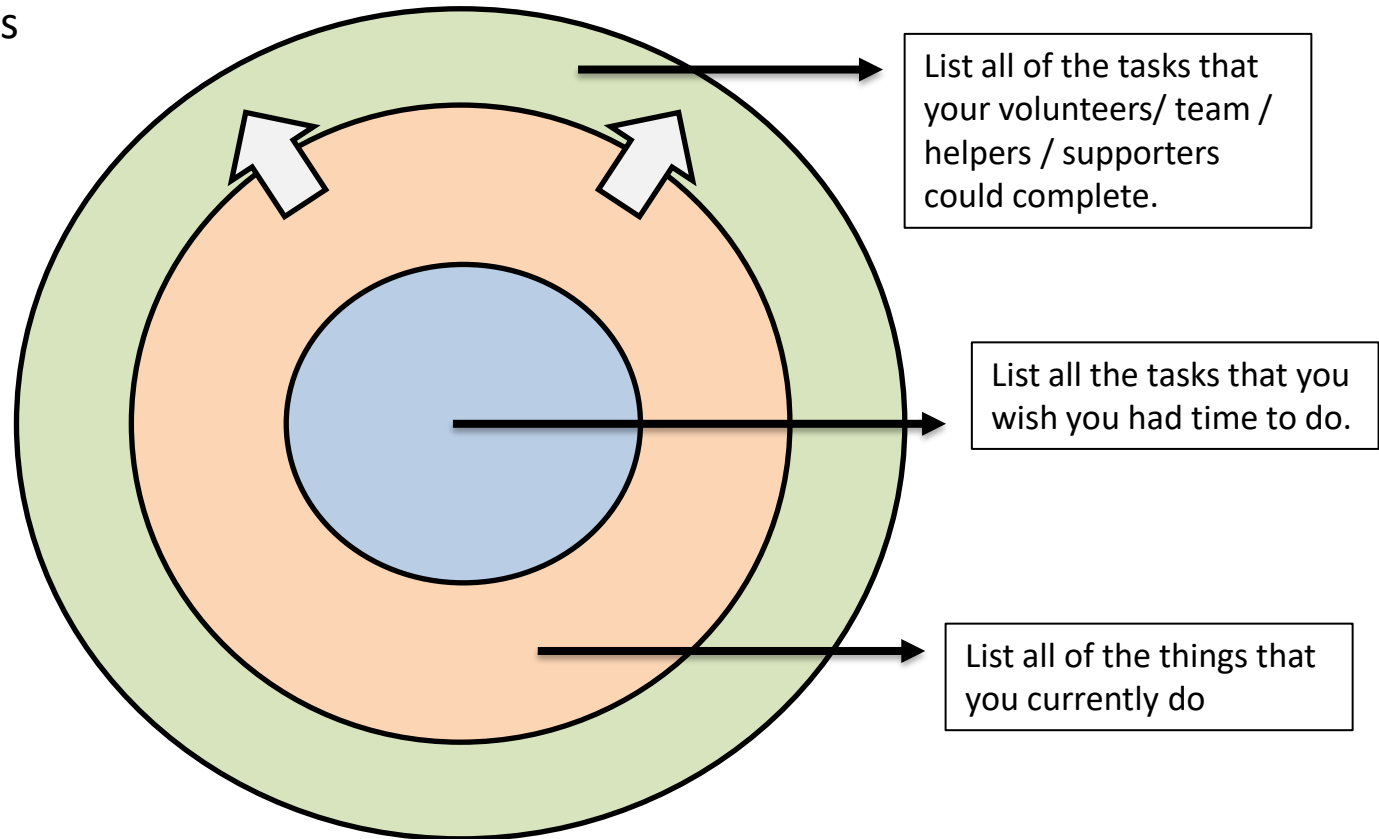 s
List all of the tasks that
your volunteers/ team /
helpers / supporters
could complete.
List all the tasks that you
wish you had time to do.
List all of the things that
you currently do